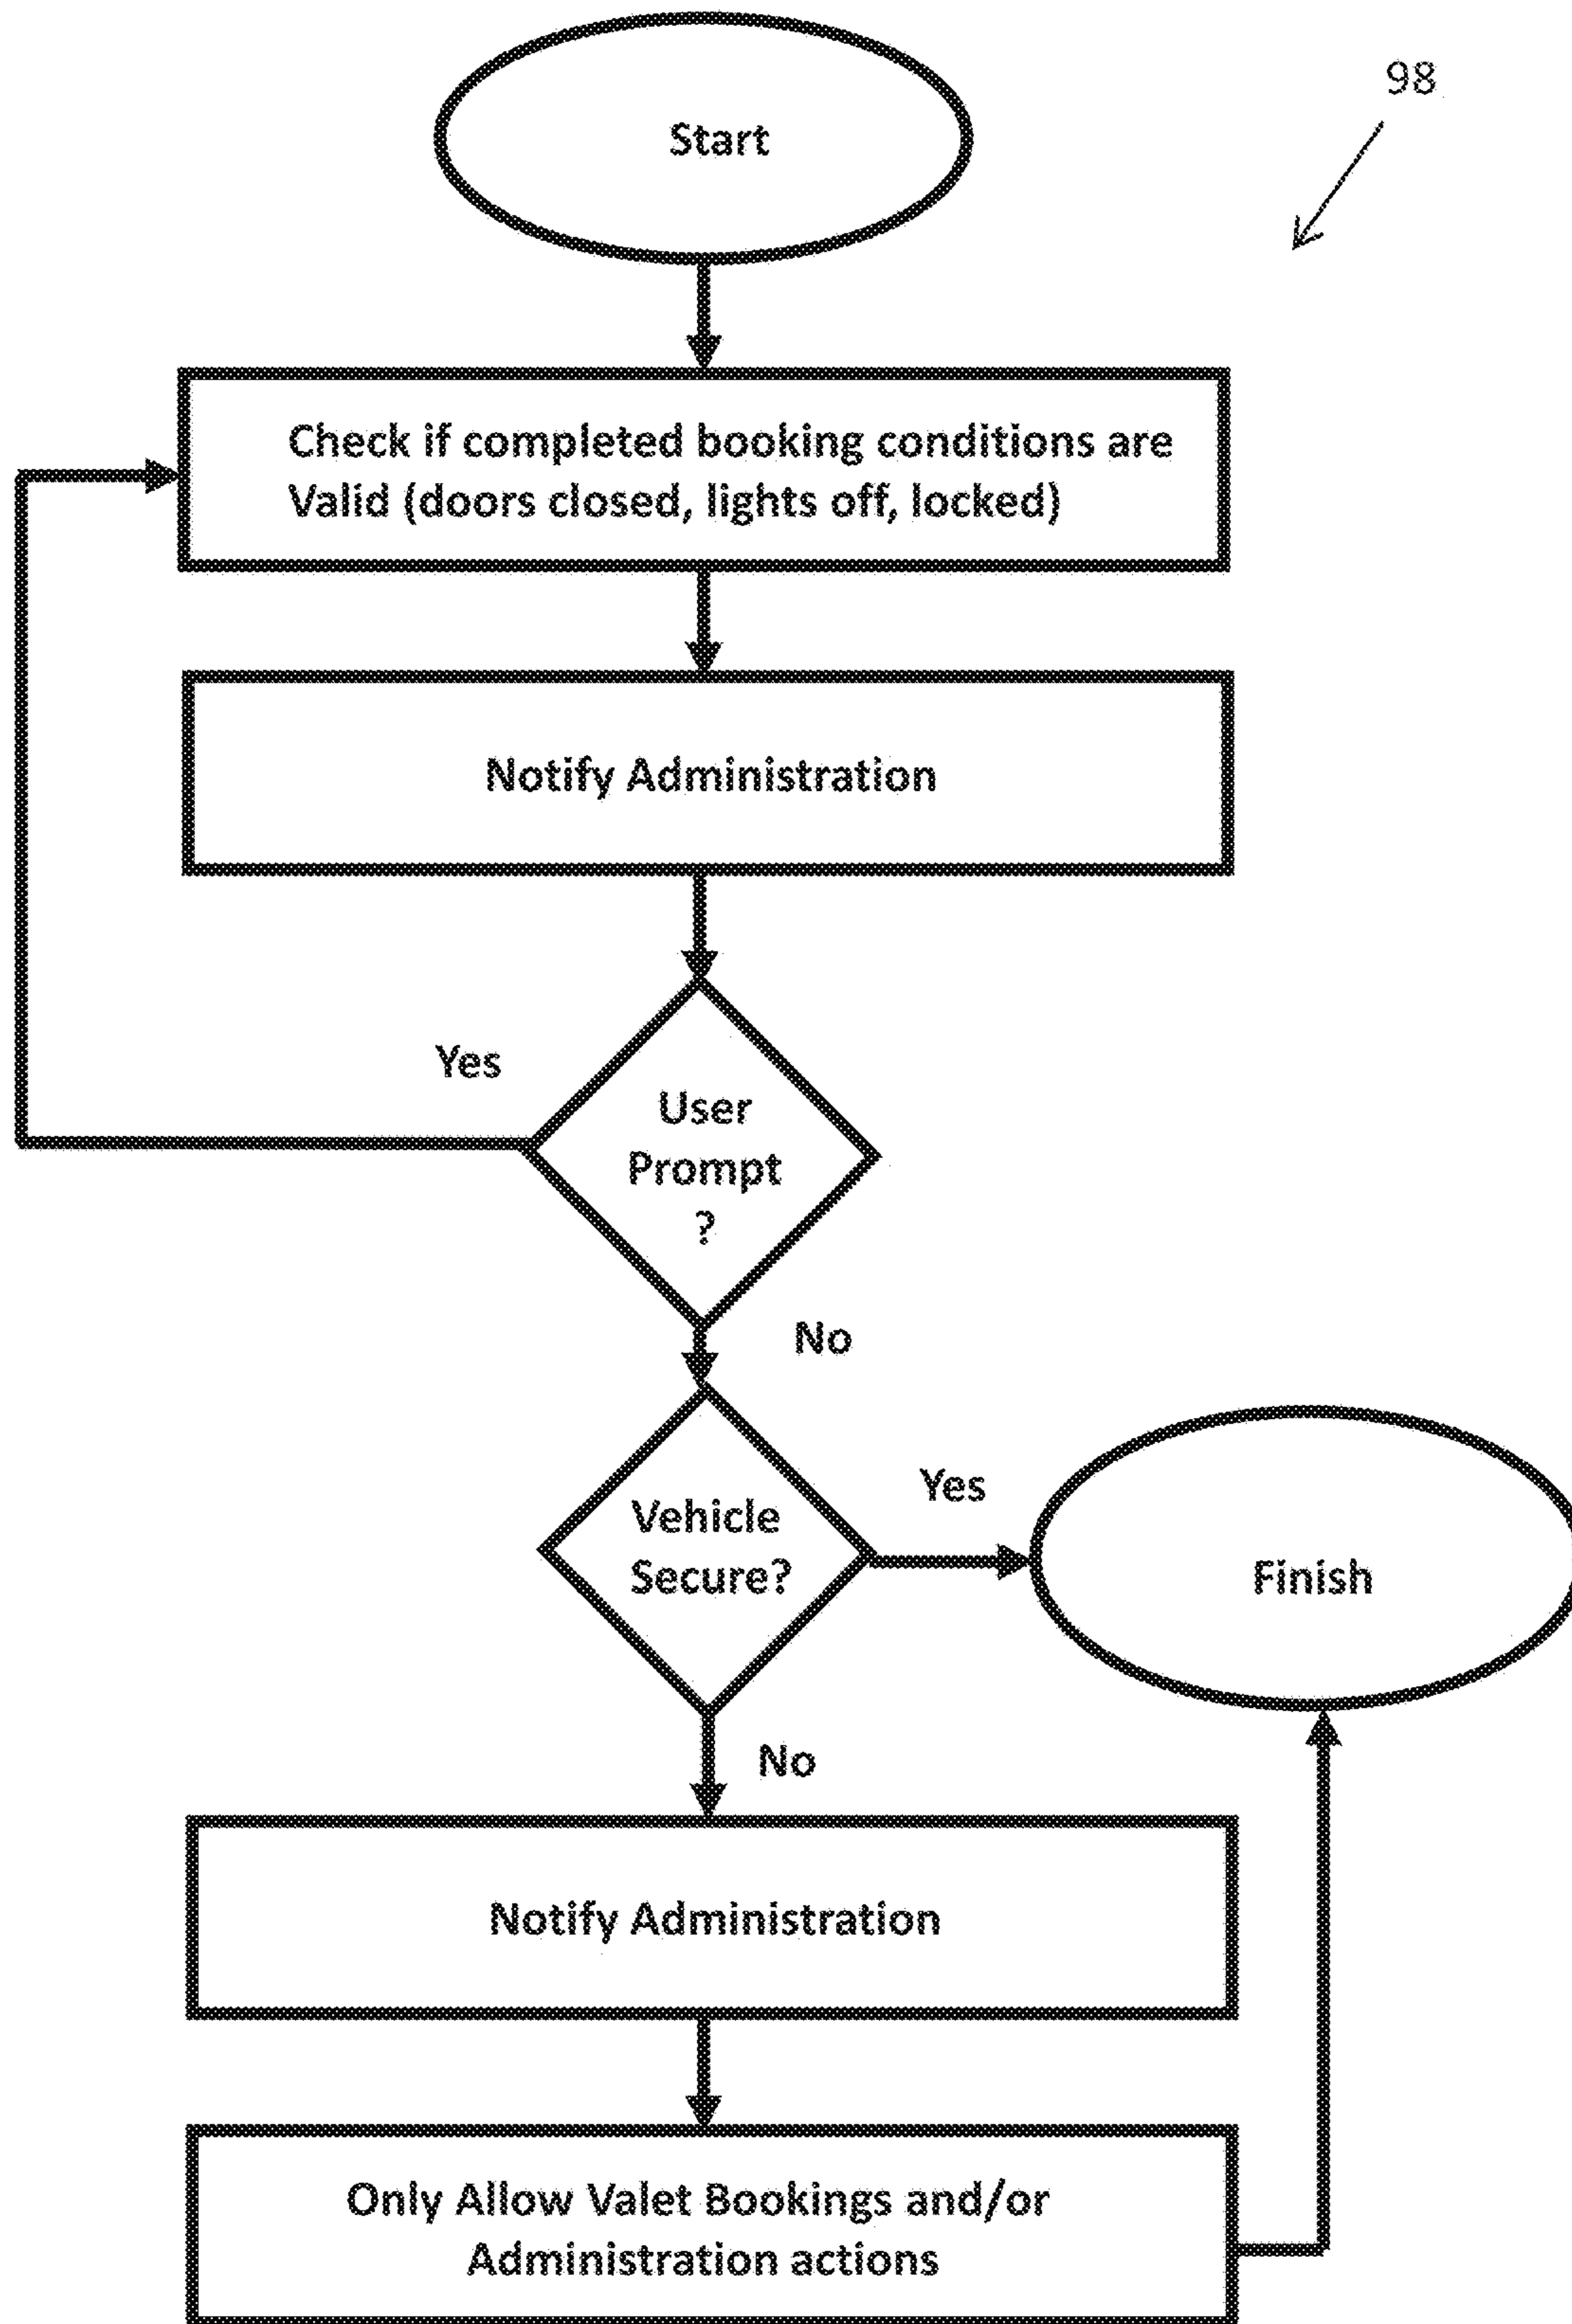 Start
98
Check if completed booking conditions are
Valid (doors closed, lights off, locked)
Notify Administration
Yes
User
Prompt
?
No
Vehicle
Secure?
Yes
Finish
No
Notify Administration
Only Allow Valet Bookings and/or
Administration actions